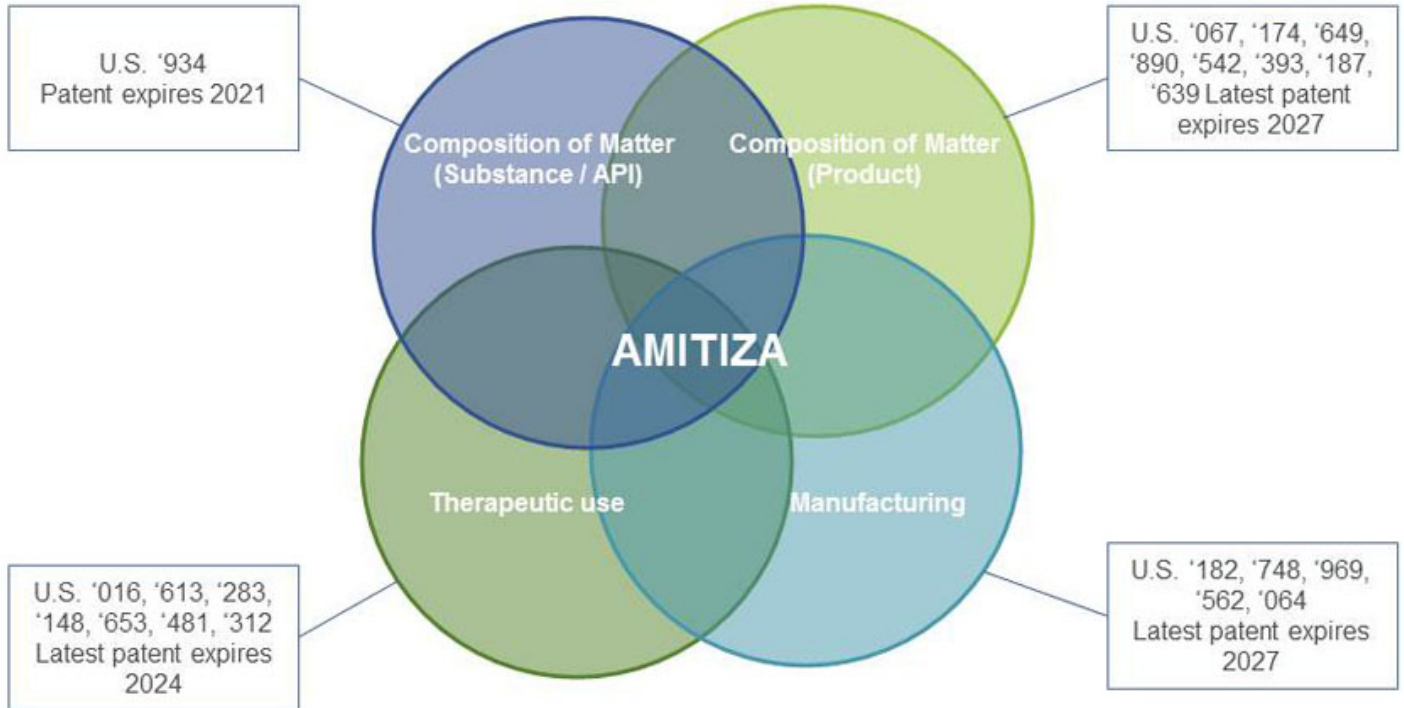 U.S. ‘934
Patent expires 2021
U.S. ‘067, ‘174, ‘649,
‘890, ‘542, ‘393, ‘187,
‘639 Latest patent
expires 2027
Composition of Matter
(Substance / API)
Composition of Matter
(Product)
AMITIZA
Therapeutic use
Manufacturing
U.S. ‘016, ‘613, ‘283,
‘148, ‘653, ‘481, ‘312
Latest patent expires
2024
U.S. ‘182, ‘748, ‘969,
‘562, ‘064
Latest patent expires
2027